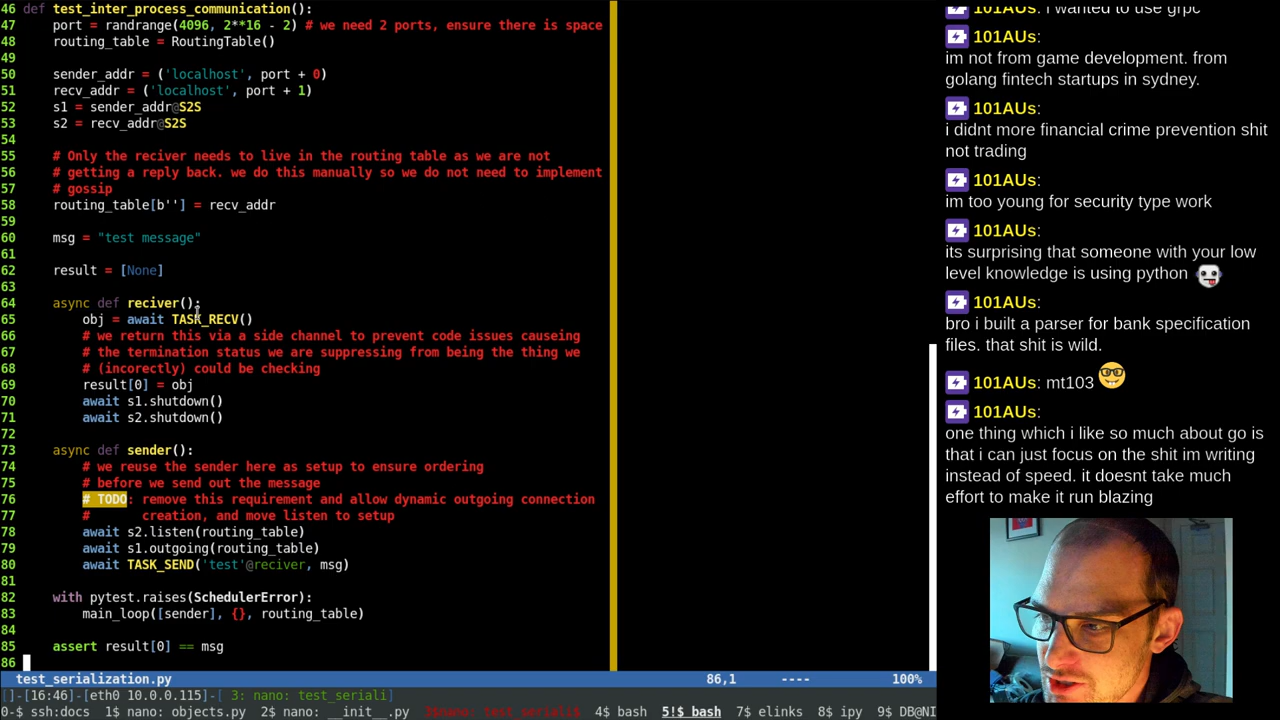 46 def test_inter_process_communication():
47     port = randrange(4096, 2**16 - 2) # we need 2 ports, ensure there is space
48     routing_table = RoutingTable()
49
50     sender_addr = ('localhost', port + 0)
51     recv_addr = ('localhost', port + 1)
52     s1 = sender_addr@S2S
53     s2 = recv_addr@S2S
54
55     # Only the reciver needs to live in the routing table as we are not
56     # getting a reply back. we do this manually so we do not need to implement
57     # gossip
58     routing_table[b''] = recv_addr
59
60     msg = "test message"
61
62     result = [None]
63
64     async def reciver():
65         obj = await TASK_RECV()
66         # we return this via a side channel to prevent code issues causeing
67         # the termination status we are suppressing from being the thing we
68         # (incorectly) could be checking
69         result[0] = obj
70         await s1.shutdown()
71         await s2.shutdown()
72
73     async def sender():
74         # we reuse the sender here as setup to ensure ordering
75         # before we send out the message
76         # TODO: remove this requirement and allow dynamic outgoing connection
77         #       creation, and move listen to setup
78         await s2.listen(routing_table)
79         await s1.outgoing(routing_table)
80         await TASK_SEND('test'@reciver, msg)
81
82     with pytest.raises(SchedulerError):
83         main_loop([sender], {}, routing_table)
84
85     assert result[0] == msg
86
test_serialization.py 86,1 ---- 100%
[]-[16:46]-[eth0 10.0.0.115]-[ 3: nano: test_seriali]
0-$ ssh:docs 1$ nano: objects.py 2$ nano: __init__.py 3$nano: test_seriali$ 4$ bash 5!$ bash 7$ elinks 8$ ipy 9$ DB@NI
101AUs: i wanted to use grpc
101AUs:
im not from game development. from
golang fintech startups in sydney.
101AUs:
i didnt more financial crime prevention shit
not trading
101AUs:
im too young for security type work
101AUs:
its surprising that someone with your low
level knowledge is using python
101AUs:
bro i built a parser for bank specification
files. that shit is wild.
101AUs: mt103
101AUs:
one thing which i like so much about go is
that i can just focus on the shit im writing
instead of speed. it doesnt take much
effort to make it run blazing